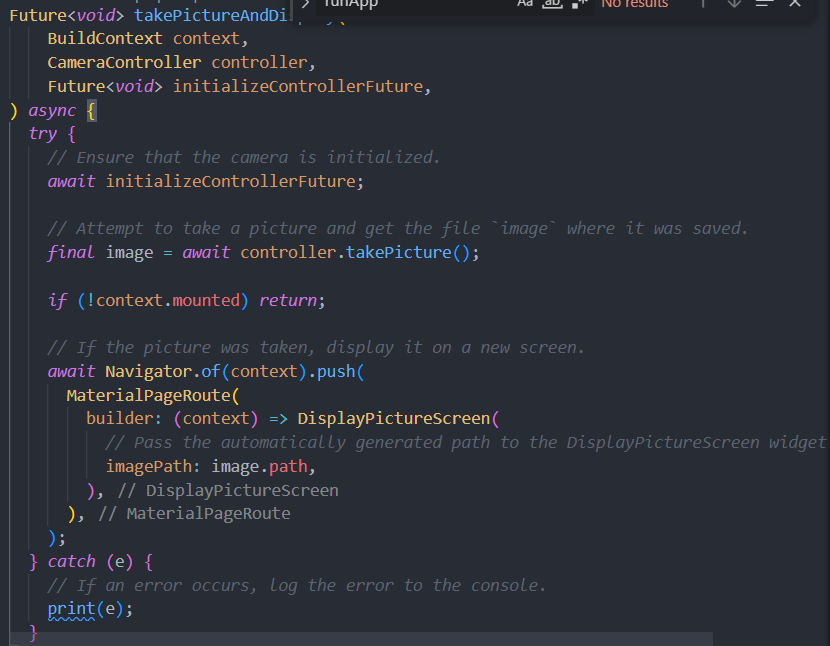 Future<void> takePictureAndDi
runApp
Aa ab .* No results
BuildContext context,
CameraController controller,
Future<void> initializeControllerFuture,
) async {
try {
// Ensure that the camera is initialized.
await initializeControllerFuture;
// Attempt to take a picture and get the file `image` where it was saved.
final image = await controller.takePicture();
if (!context.mounted) return;
// If the picture was taken, display it on a new screen.
await Navigator.of(context).push(
MaterialPageRoute(
builder: (context) => DisplayPictureScreen(
// Pass the automatically generated path to the DisplayPictureScreen widget
imagePath: image.path,
), // DisplayPictureScreen
), // MaterialPageRoute
);
} catch (e) {
// If an error occurs, log the error to the console.
print(e);
}